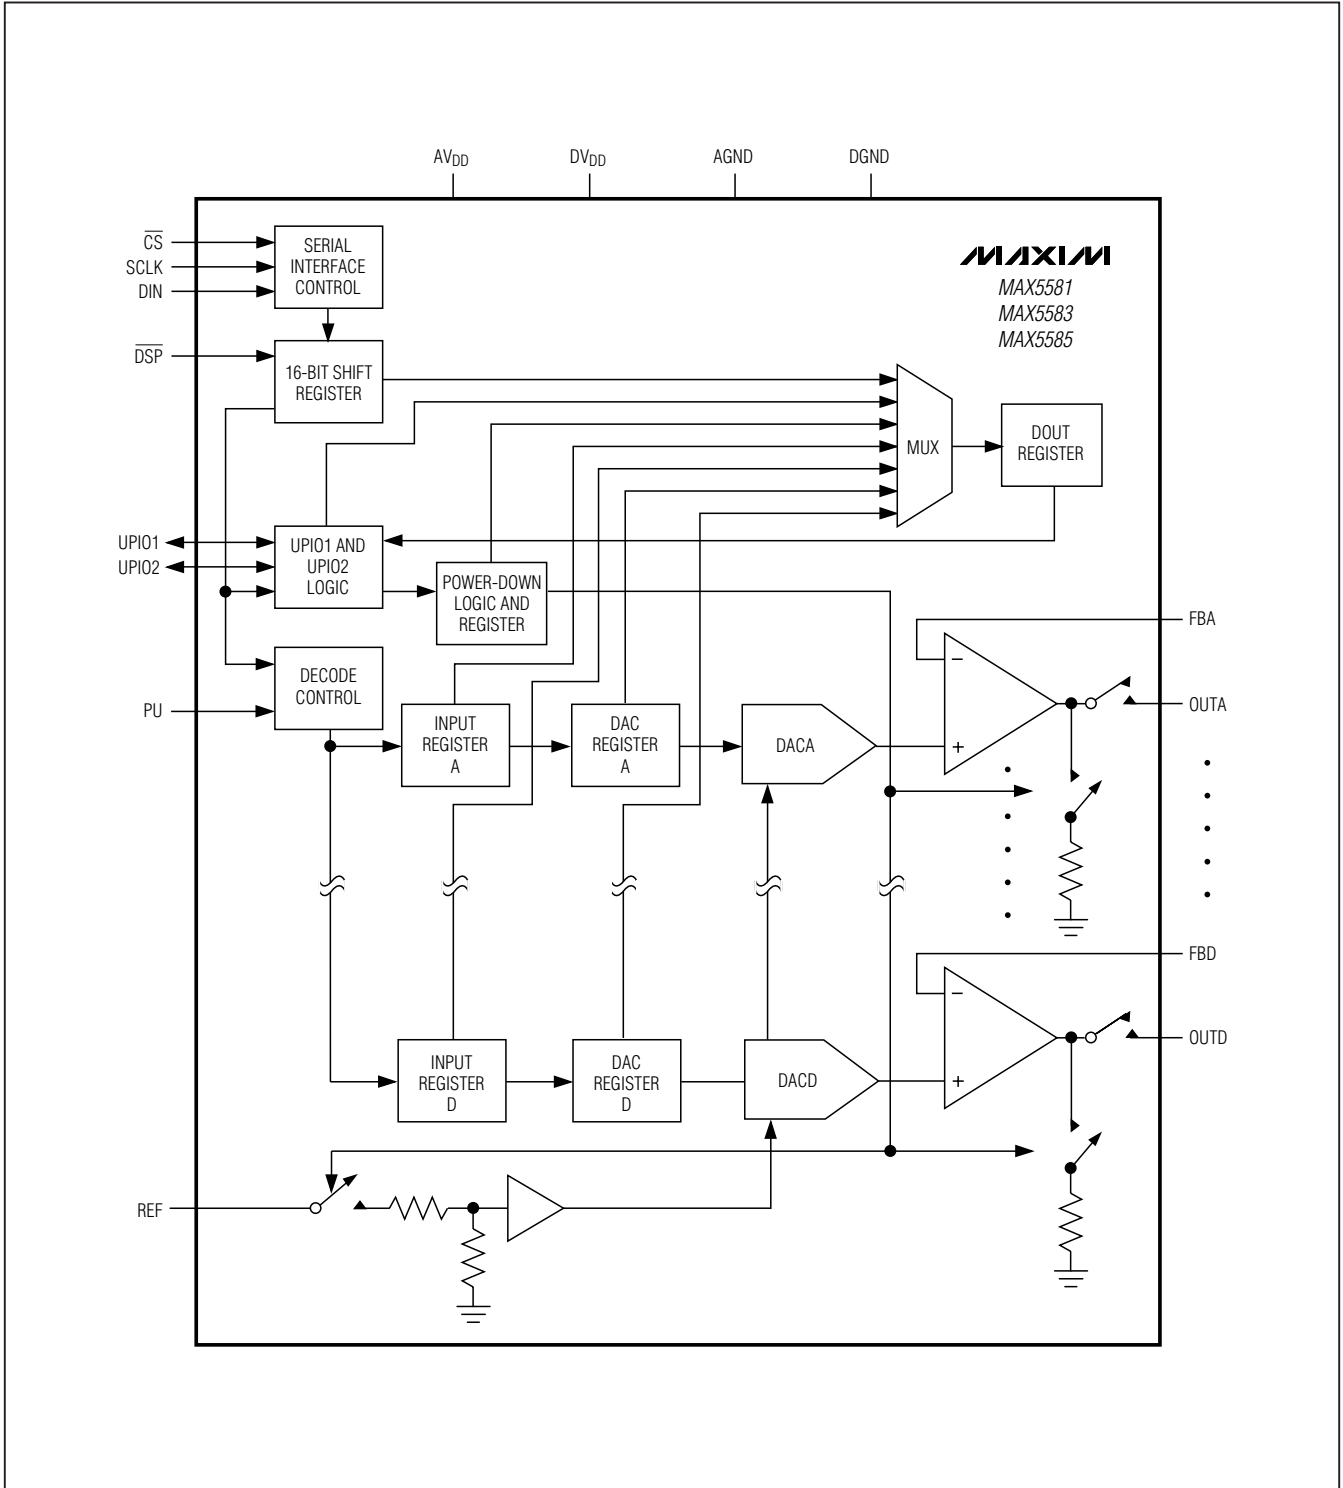 AVDD
DVDD
AGND
DGND
CS
SCLK
DIN
SERIAL
INTERFACE
CONTROL
MAXIM
MAX5581
MAX5583
MAX5585
DSP
16-BIT SHIFT
REGISTER
MUX
DOUT
REGISTER
UPIO1
UPIO2
UPIO1 AND
UPIO2
LOGIC
POWER-DOWN
LOGIC AND
REGISTER
FBA
DECODE
CONTROL
PU
INPUT
REGISTER
A
DAC
REGISTER
A
DACA
−
+
OUTA
FBD
INPUT
REGISTER
D
DAC
REGISTER
D
DACD
−
+
OUTD
REF